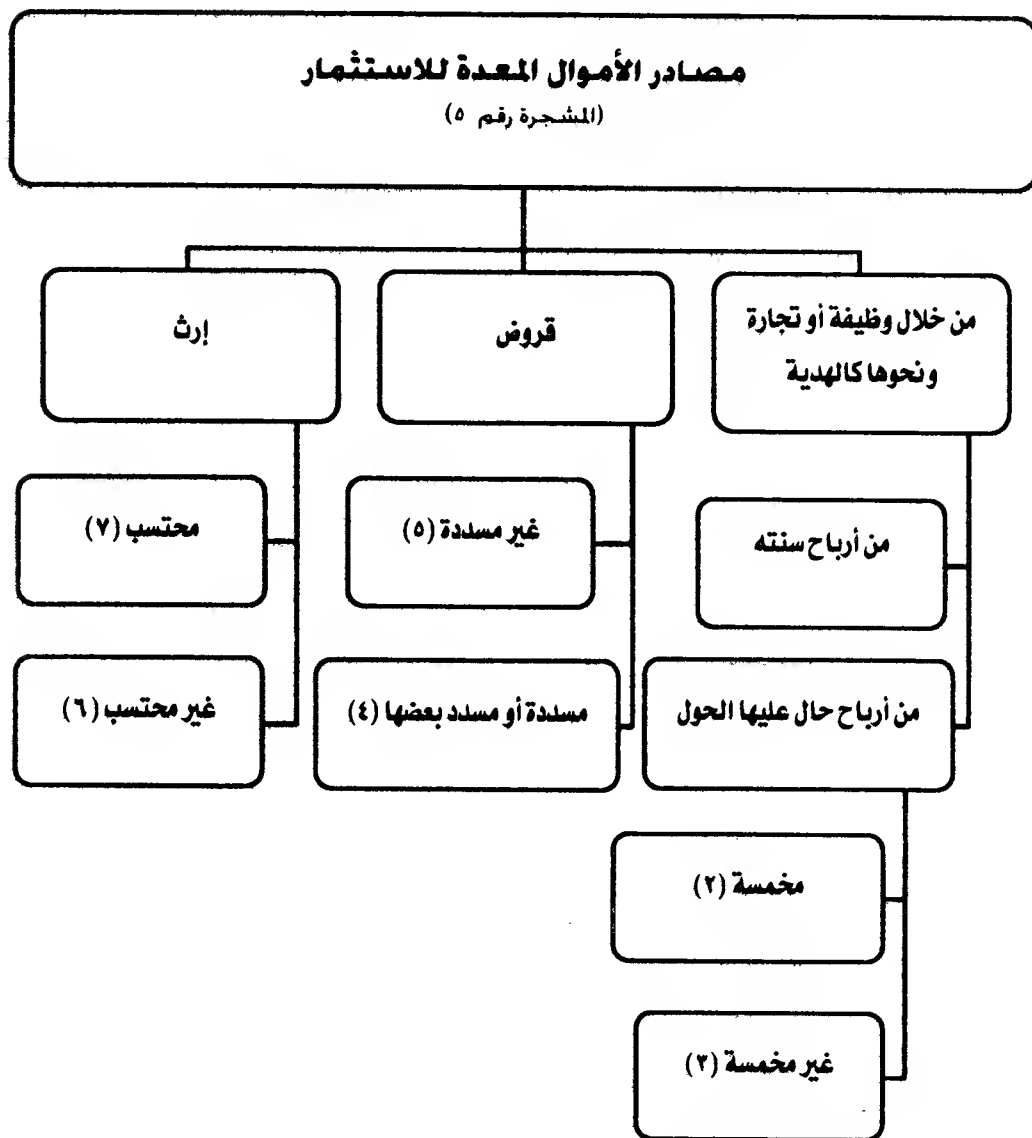 مصادر الأموال المعدة للاستثمار
(المشجرة رقم ٥)
من خلال وظيفة أو تجارة
ونحوها كالهدية
قروض
إرث
من أرباح سنته
غير مسددة (٥)
محتسب (٧)
من أرباح حال عليها الحول
مسددة أو مسدد بعضها (٤)
غير محتسب (٦)
مخمسة (٢)
غير مخمسة (٣)